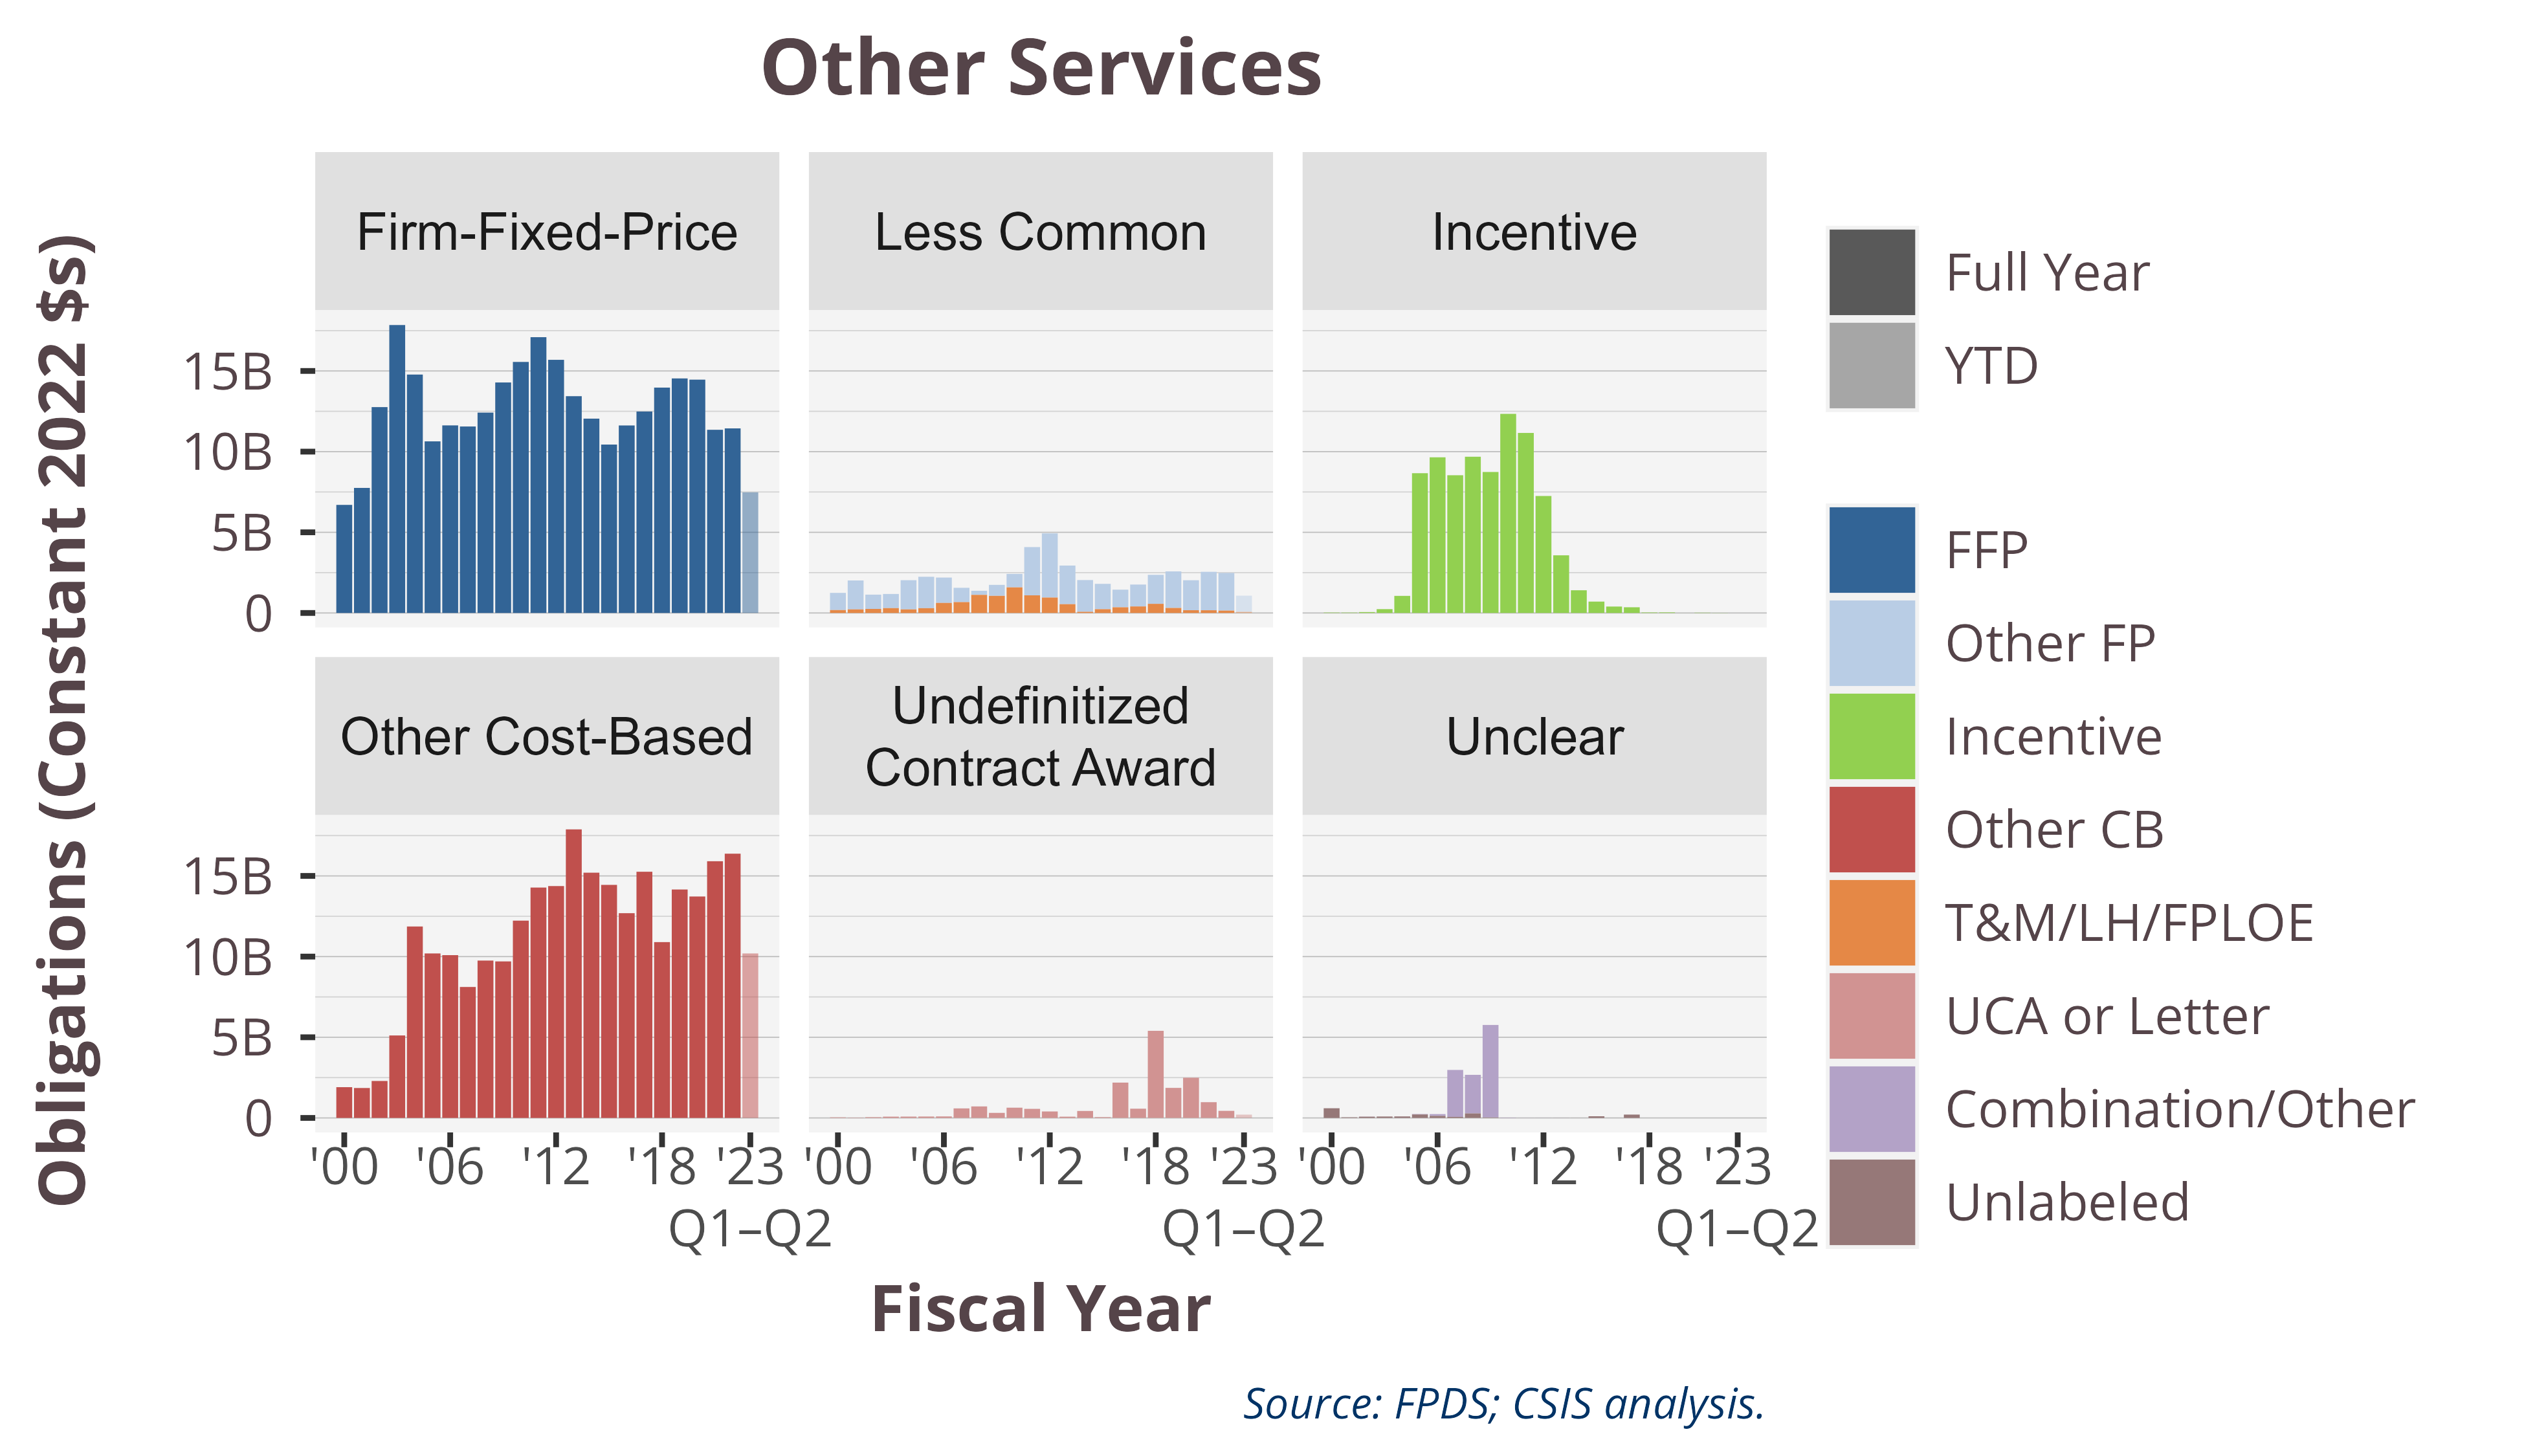 Other Services
Obligations (Constant 2022 $s)
Firm-Fixed-Price
Less Common
Incentive
15B
10B
5B
0
Other Cost-Based
Undefinitized
Contract Award
Unclear
15B
10B
5B
0
'00 '06 '12 '18 '23
Q1–Q2
'00 '06 '12 '18 '23
Q1–Q2
'00 '06 '12 '18 '23
Q1–Q2
Fiscal Year
Full Year
YTD
FFP
Other FP
Incentive
Other CB
T&M/LH/FPLOE
UCA or Letter
Combination/Other
Unlabeled
Source: FPDS; CSIS analysis.